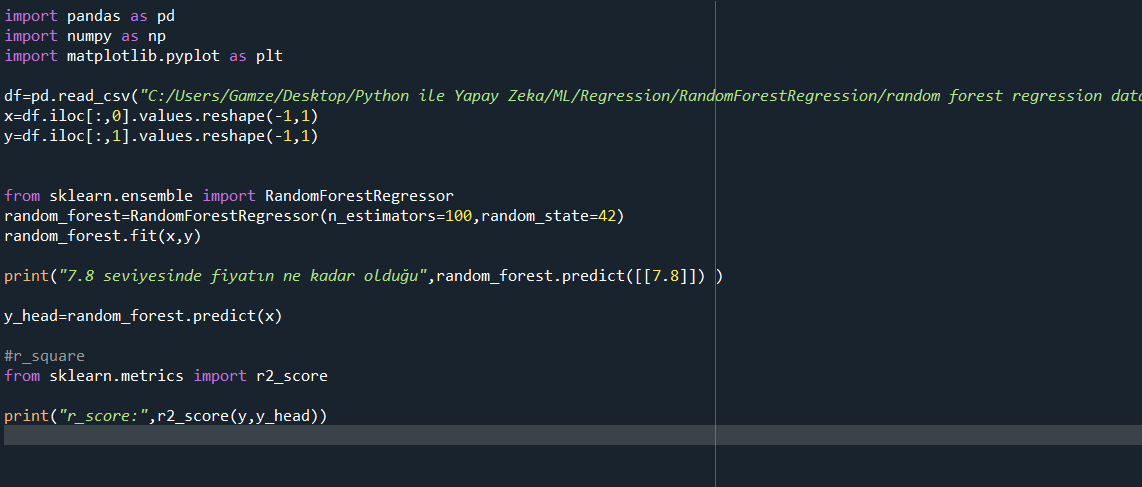 import pandas as pd
import numpy as np
import matplotlib.pyplot as plt
df=pd.read_csv("C:/Users/Gamze/Desktop/Python ile Yapay Zeka/ML/Regression/RandomForestRegression/random forest regression data
x=df.iloc[:,0].values.reshape(-1,1)
y=df.iloc[:,1].values.reshape(-1,1)
from sklearn.ensemble import RandomForestRegressor
random_forest=RandomForestRegressor(n_estimators=100,random_state=42)
random_forest.fit(x,y)
print("7.8 seviyesinde fiyatın ne kadar olduğu",random_forest.predict([[7.8]]) )
y_head=random_forest.predict(x)
#r_square
from sklearn.metrics import r2_score
print("r_score:",r2_score(y,y_head))